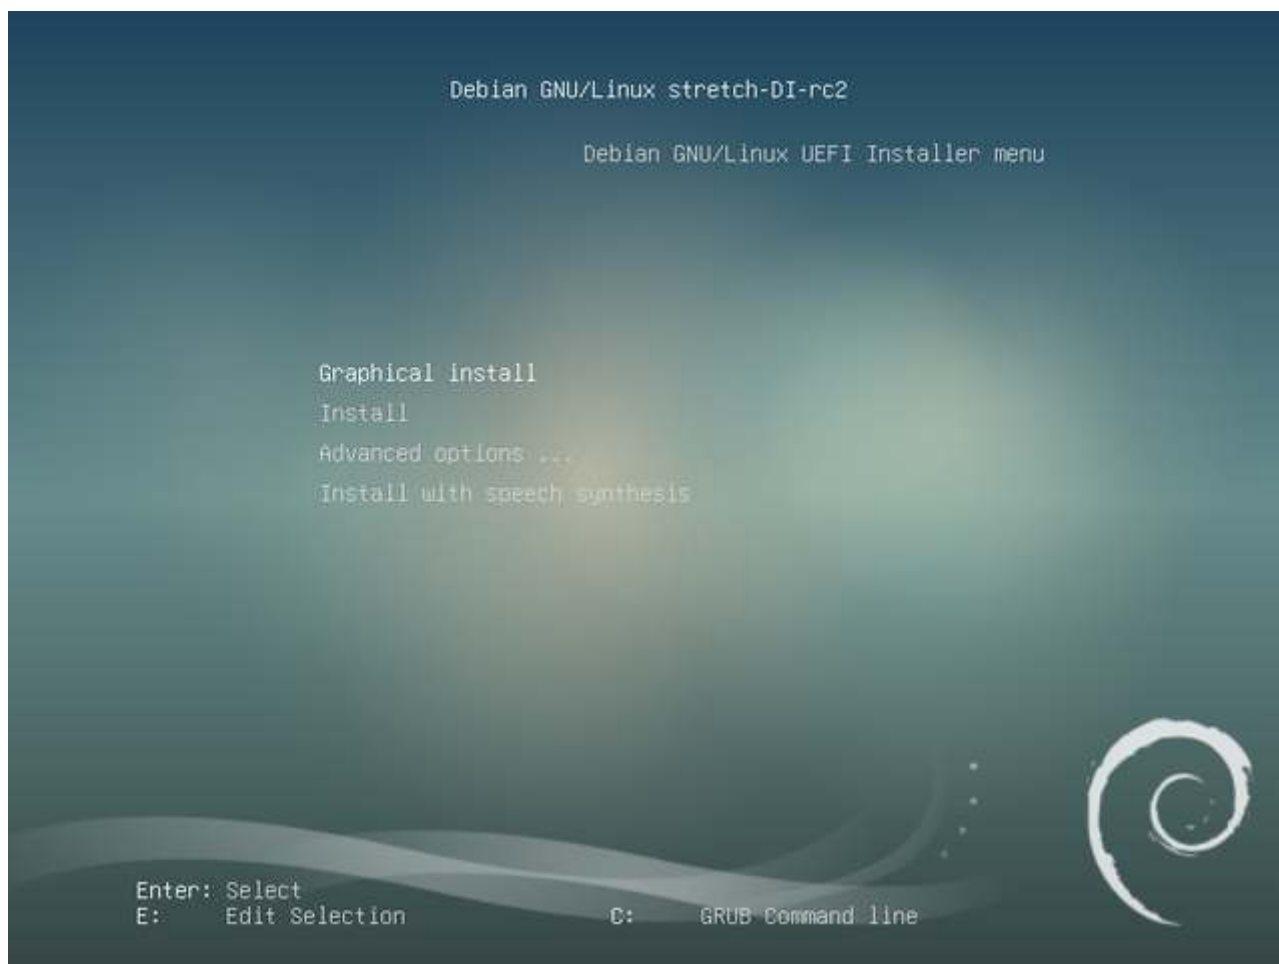 Debian GNU/Linux stretch-DI-rc2
Debian GNU/Linux UEFI Installer menu
Graphical install
Install
Advanced options ...
Install with speech synthesis
Enter: Select
E: Edit Selection C: GRUB Command line